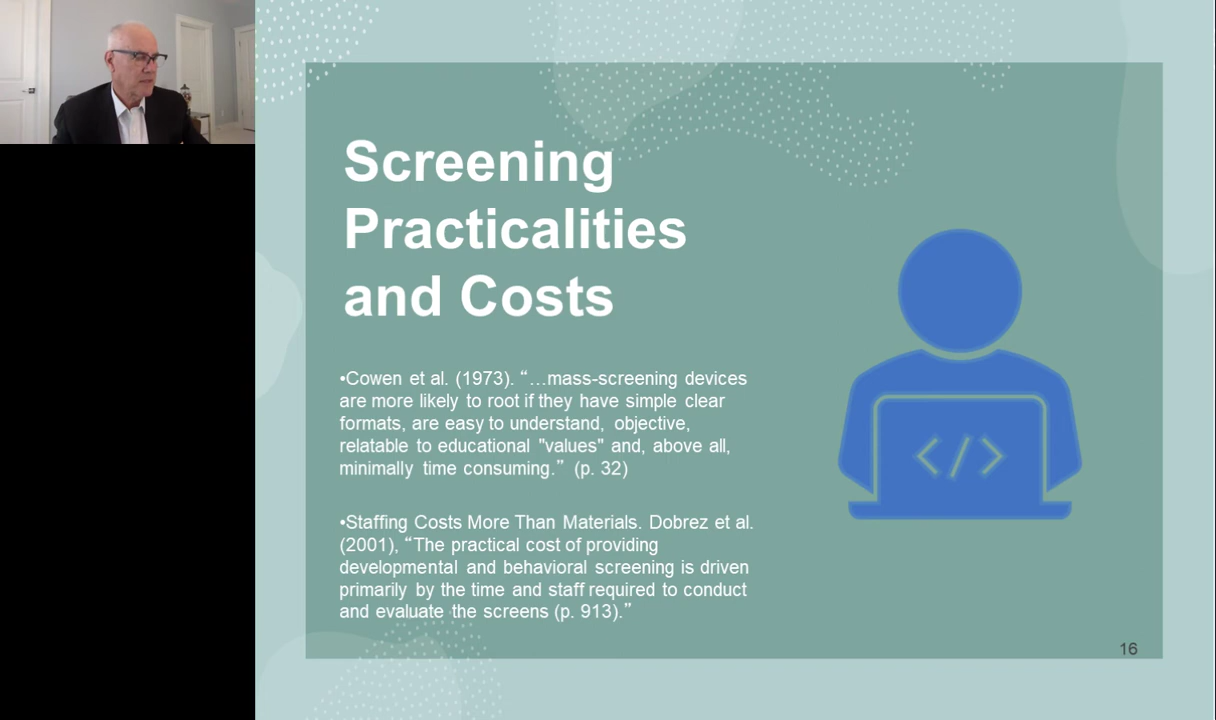 Screening
Practicalities
and Costs
•Cowen et al. (1973). “…mass-screening devices
are more likely to root if they have simple clear
formats, are easy to understand, objective,
relatable to educational "values" and, above all,
minimally time consuming.” (p. 32)
•Staffing Costs More Than Materials. Dobrez et al.
(2001), “The practical cost of providing
developmental and behavioral screening is driven
primarily by the time and staff required to conduct
and evaluate the screens (p. 913).”
</>
16